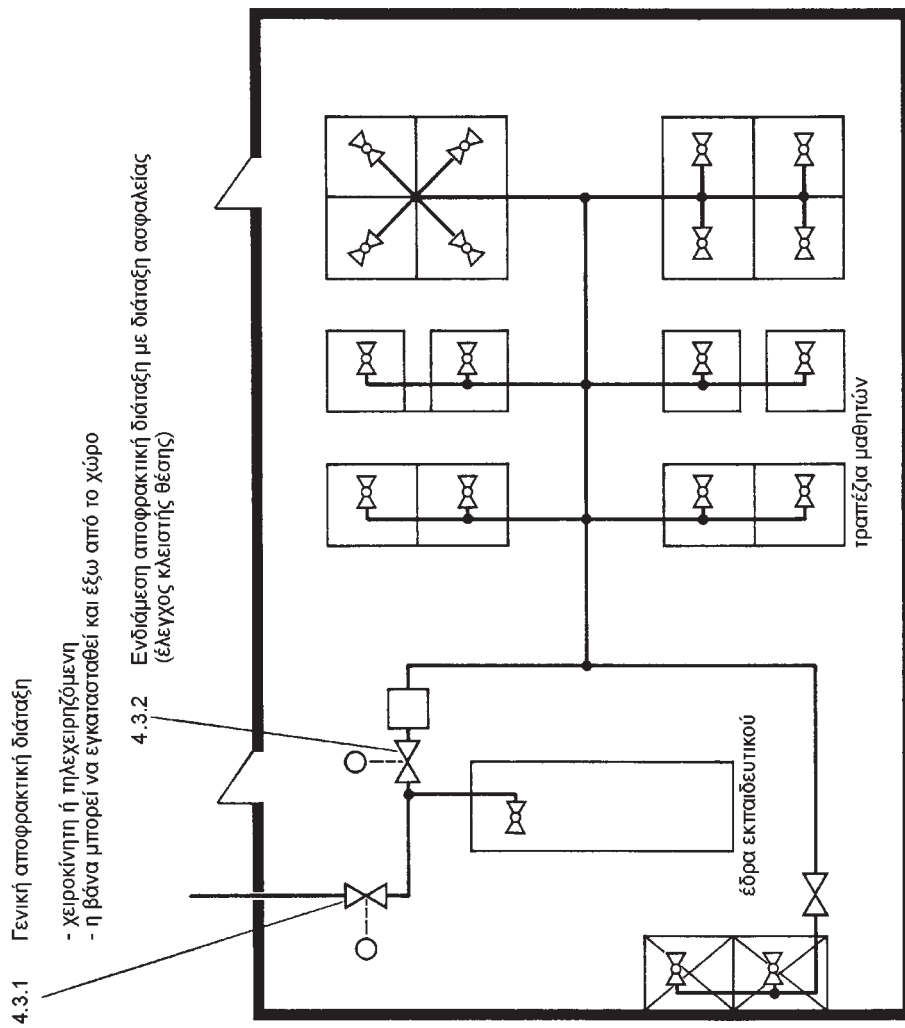 4.3.1 Γενική αποφρακτική διάταξη
- χειροκίνητη ή τηλεχειρηζόμενη
- η βάνα μπορεί να εγκατασταθεί και έξω από το χώρο
4.3.2 Ενδιάμεση αποφρακτική διάταξη με διάταξη ασφαλείας
(έλεγχος κλειστής θέσης)
έδρα εκπαιδευτικού
τραπέζια μαθητών